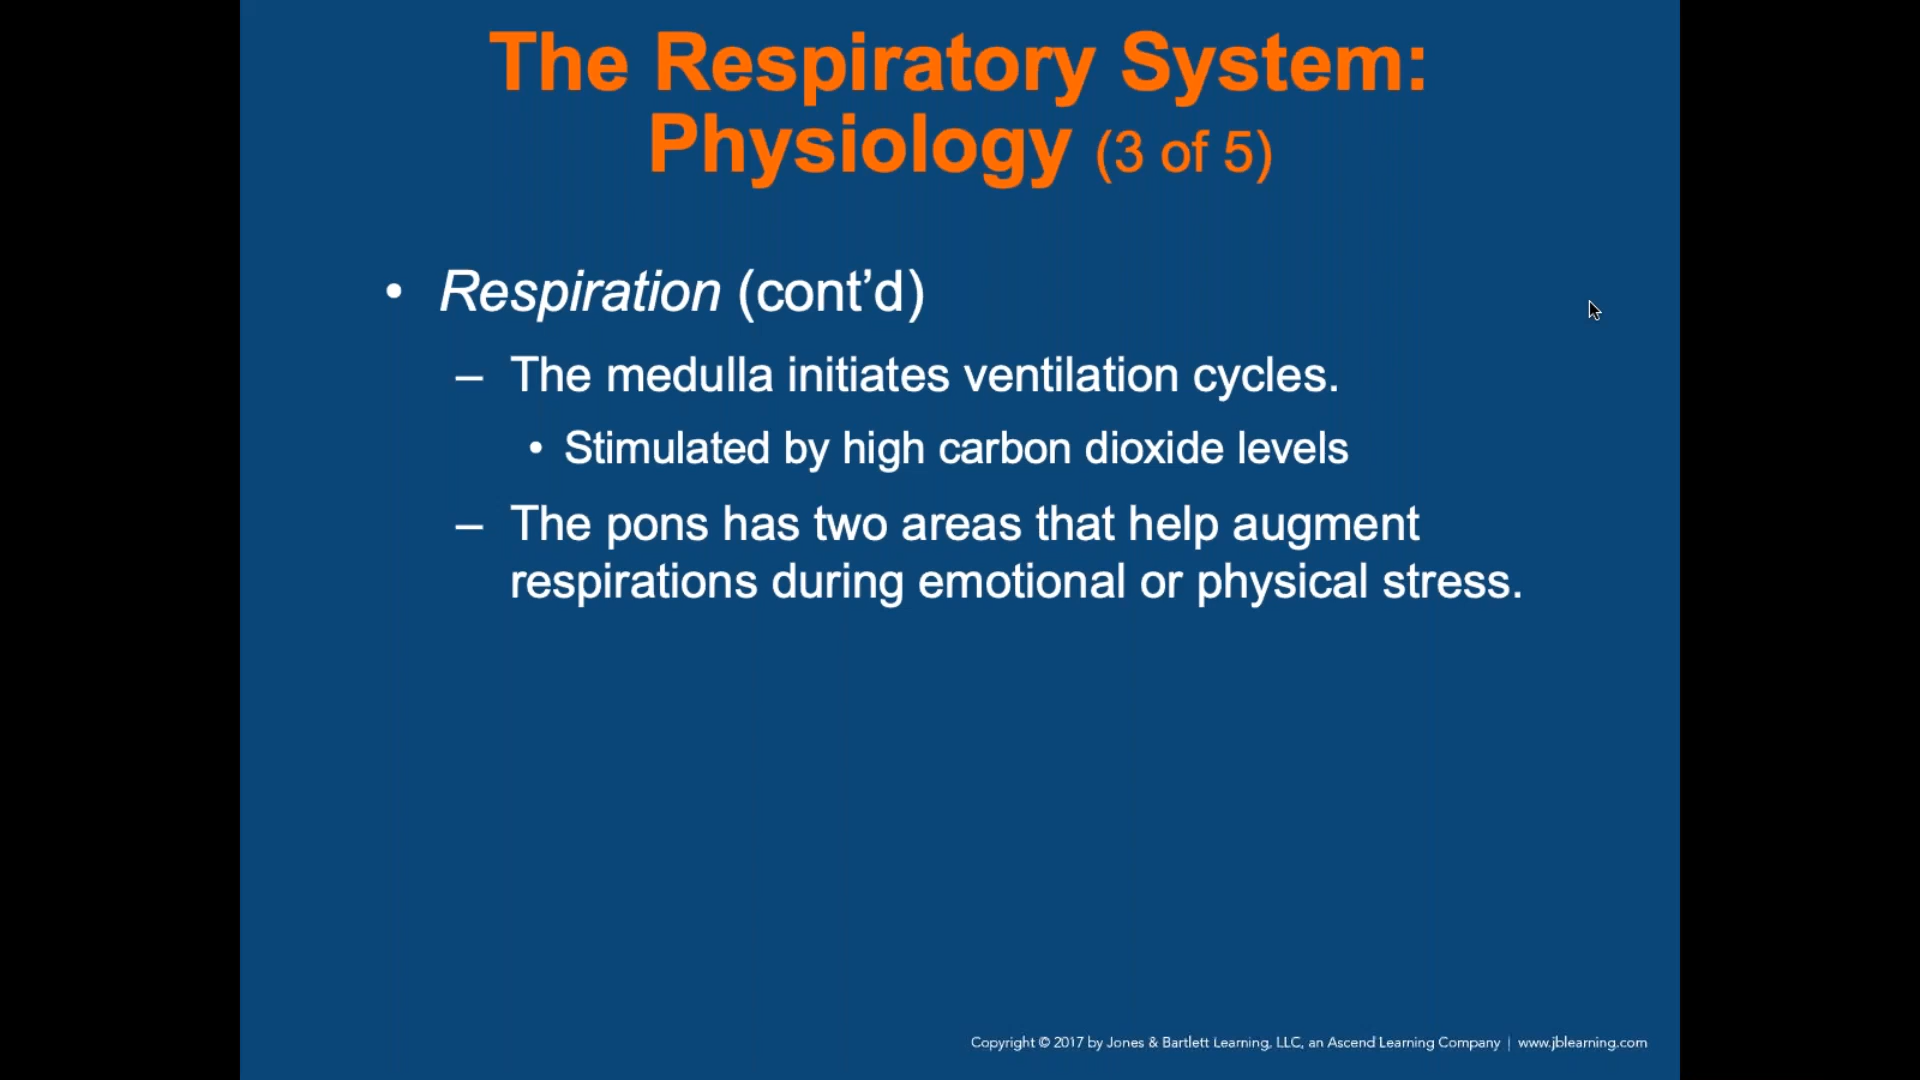 The Respiratory System:
Physiology (3 of 5)
• Respiration (cont’d)
– The medulla initiates ventilation cycles.
• Stimulated by high carbon dioxide levels
– The pons has two areas that help augment
respirations during emotional or physical stress.
Copyright © 2017 by Jones & Bartlett Learning, LLC, an Ascend Learning Company | www.jblearning.com